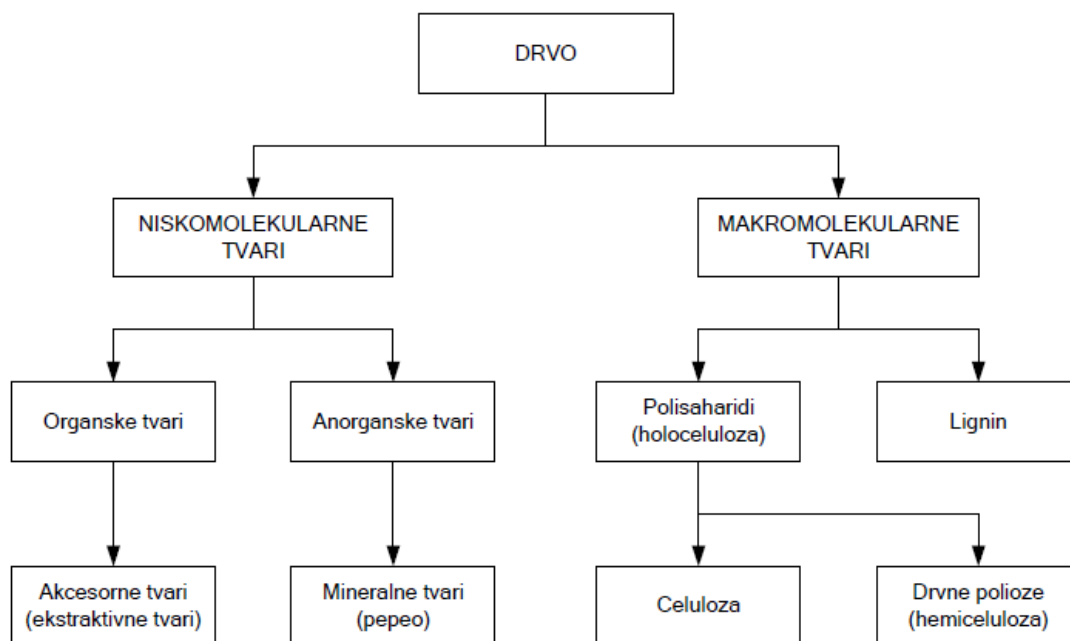 DRVO
NISKOMOLEKULARNE
TVARI
MAKROMOLEKULARNE
TVARI
Organske tvari
Anorganske tvari
Polisaharidi
(holoceluloza)
Lignin
Akcesorne tvari
(ekstraktivne tvari)
Mineralne tvari
(pepeo)
Celuloza
Drvne polioze
(hemiceluloza)